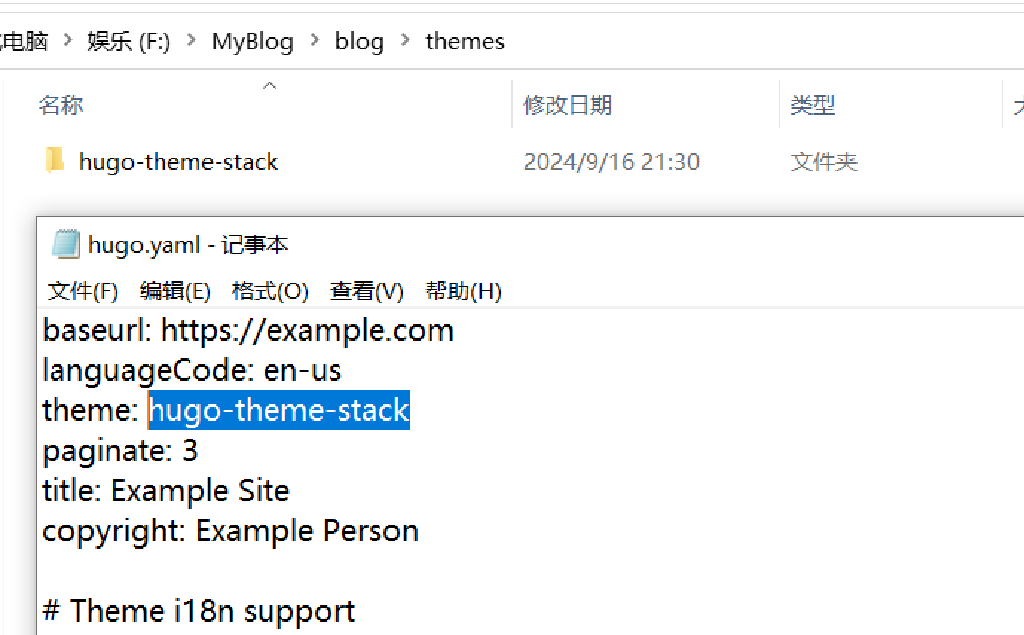 电脑 > 娱乐 (F:) > MyBlog > blog > themes
名称 修改日期 类型
hugo-theme-stack 2024/9/16 21:30 文件夹
hugo.yaml - 记事本
文件(F) 编辑(E) 格式(O) 查看(V) 帮助(H)
baseurl: https://example.com
languageCode: en-us
theme: hugo-theme-stack
paginate: 3
title: Example Site
copyright: Example Person
# Theme i18n support